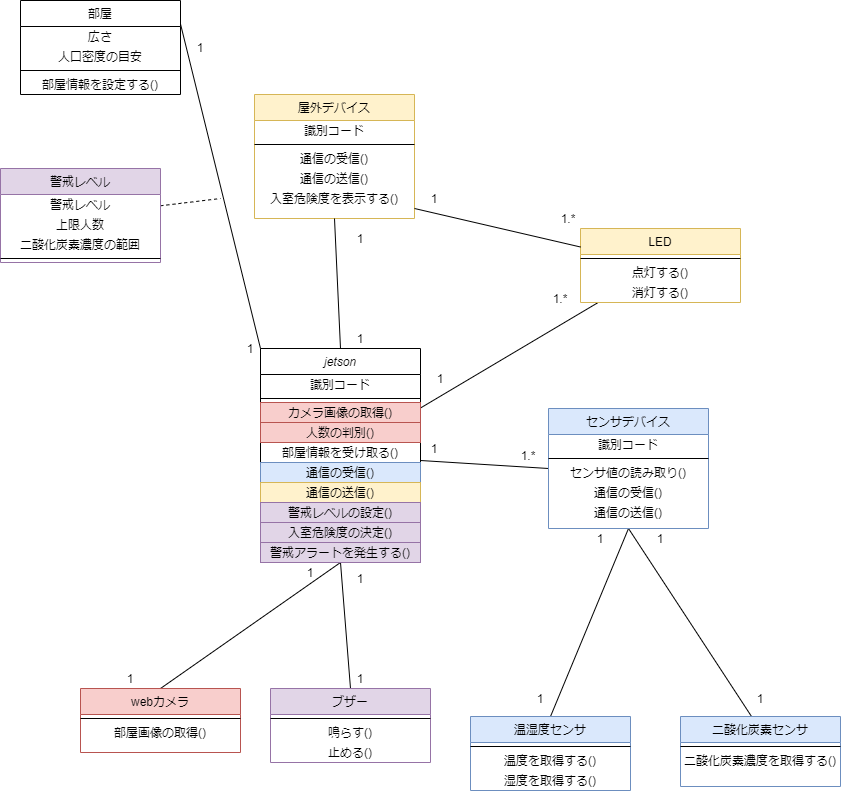 部屋
広さ
人口密度の目安
部屋情報を設定する()
1
屋外デバイス
識別コード
通信の受信()
通信の送信()
入室危険度を表示する()
1
1
1.*
警戒レベル
警戒レベル
上限人数
二酸化炭素濃度の範囲
LED
点灯する()
消灯する()
1.*
1
1
jetson
識別コード
カメラ画像の取得()
人数の判別()
部屋情報を受け取る()
通信の受信()
通信の送信()
警戒レベルの設定()
入室危険度の決定()
警戒アラートを発生する()
1
1
1.*
センサデバイス
識別コード
センサ値の読み取り()
通信の受信()
通信の送信()
1
1
1
1
1
1
1
1
webカメラ
部屋画像の取得()
ブザー
鳴らす()
止める()
温湿度センサ
温度を取得する()
湿度を取得する()
二酸化炭素センサ
二酸化炭素濃度を取得する()